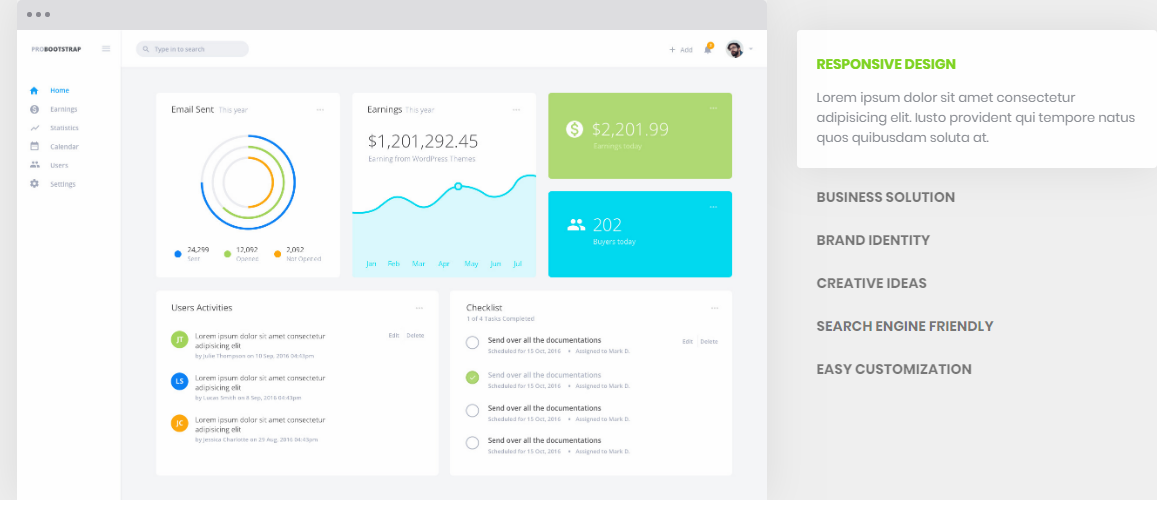 PROBOOTSTRAP
Type in to search
+ Add
Home
Earnings
Statistics
Calendar
Users
Settings
Email Sent This year
24,299
Sent
12,092
Opened
2,092
Not Opened
Earnings This year
$1,201,292.45
Earning from WordPress Themes
Jan Feb Mar Apr May Jun Jul
$2,201.99
Earnings today
202
Buyers today
Users Activities
JT
Lorem ipsum dolor sit amet consectetur
adipisicing elit
by Julie Thompson on 10 Sep, 2016 04:43pm
Edit Delete
LS
Lorem ipsum dolor sit amet consectetur
adipisicing elit
by Lucas Smith on 8 Sep, 2016 04:43pm
JC
Lorem ipsum dolor sit amet consectetur
adipisicing elit
by Jessica Charlotte on 29 Aug, 2016 04:43pm
Checklist
1 of 4 Tasks Completed
Send over all the documentations
Scheduled for 15 Oct, 2016 • Assigned to Mark D.
Edit Delete
Send over all the documentations
Scheduled for 15 Oct, 2016 • Assigned to Mark D.
Send over all the documentations
Scheduled for 15 Oct, 2016 • Assigned to Mark D.
Send over all the documentations
Scheduled for 15 Oct, 2016 • Assigned to Mark D.
RESPONSIVE DESIGN
Lorem ipsum dolor sit amet consectetur
adipisicing elit. Iusto provident qui tempore natus
quos quibusdam soluta at.
BUSINESS SOLUTION
BRAND IDENTITY
CREATIVE IDEAS
SEARCH ENGINE FRIENDLY
EASY CUSTOMIZATION